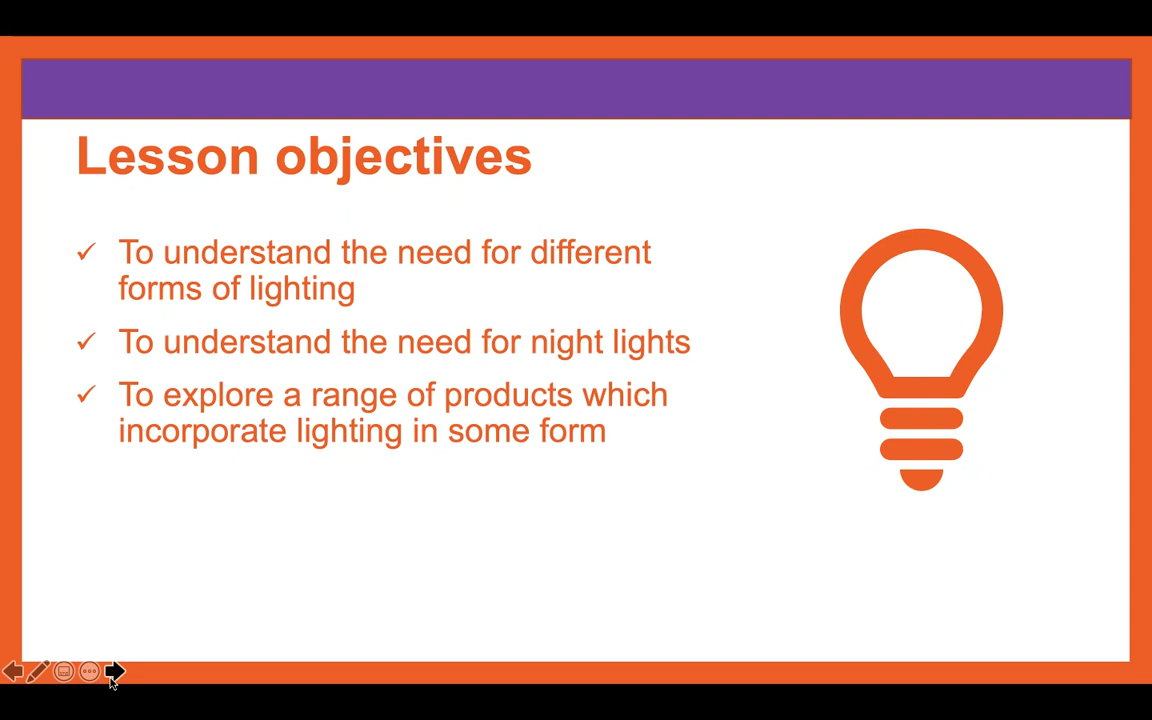 Lesson objectives
✓ To understand the need for different
forms of lighting
✓ To understand the need for night lights
✓ To explore a range of products which
incorporate lighting in some form